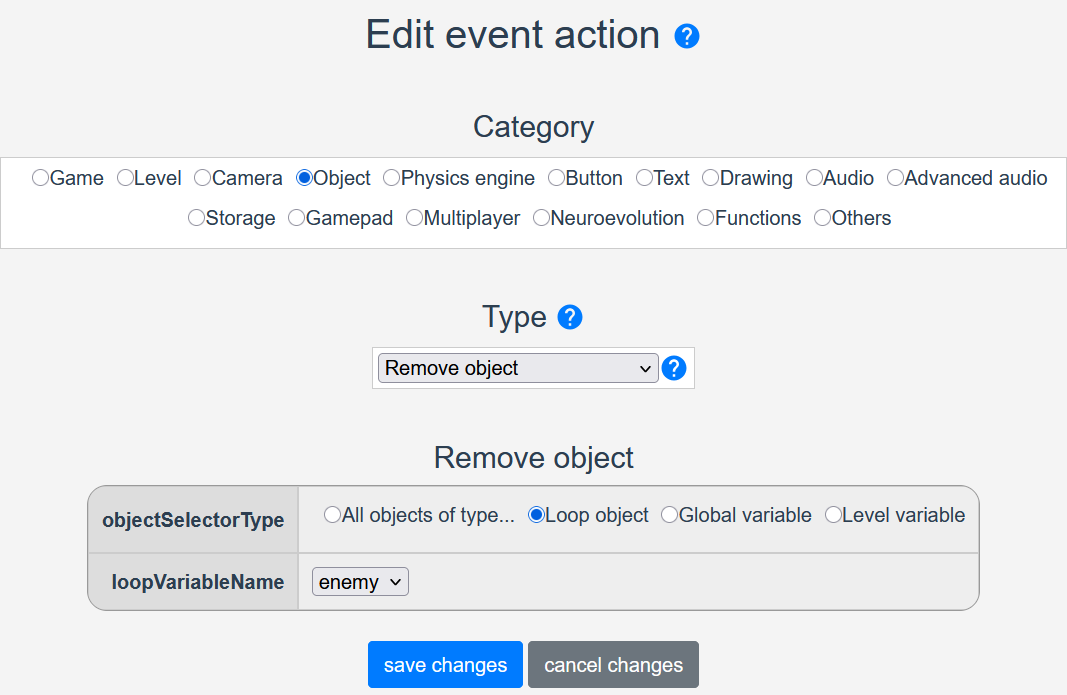 Edit event action ?
Category
Game Level Camera Object Physics engine Button Text Drawing Audio Advanced audio
Storage Gamepad Multiplayer Neuroevolution Functions Others
Type ?
Remove object ?
Remove object
objectSelectorType All objects of type... Loop object Global variable Level variable
loopVariableName enemy
save changes cancel changes